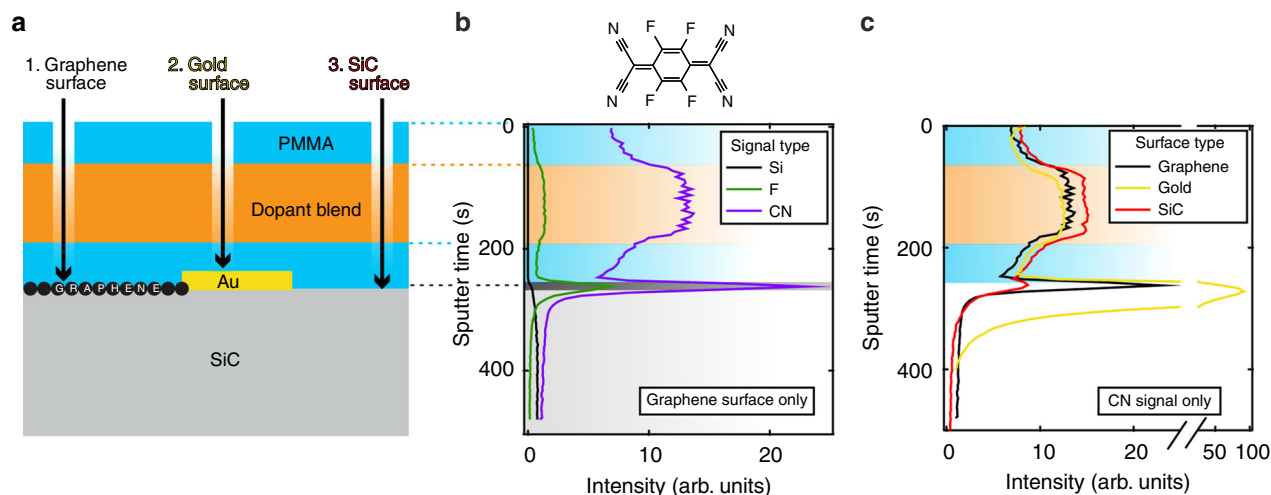 a
1. Graphene
surface
2. Gold
surface
3. SiC
surface
PMMA
Dopant blend
GRAPHENE
Au
SiC
b
N
N
F
F
F
F
N
N
0
200
400
Sputter time (s)
Signal type
Si
F
CN
Graphene surface only
0
10
20
Intensity (arb. units)
c
0
200
400
Sputter time (s)
Surface type
Graphene
Gold
SiC
CN signal only
0
10
20
50
100
Intensity (arb. units)